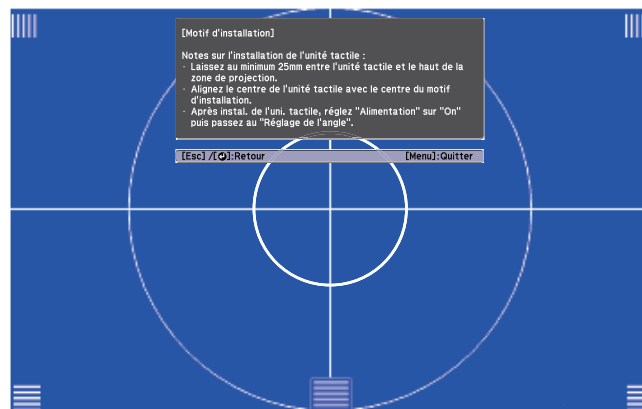 [Motif d'installation]
Notes sur l'installation de l'unité tactile :
· Laissez au minimum 25mm entre l'unité tactile et le haut de la
zone de projection.
· Alignez le centre de l'unité tactile avec le centre du motif
d'installation.
· Après instal. de l'uni. tactile, réglez "Alimentation" sur "On"
puis passez au "Réglage de l'angle".
[Esc] /[⏎]:Retour [Menu]:Quitter